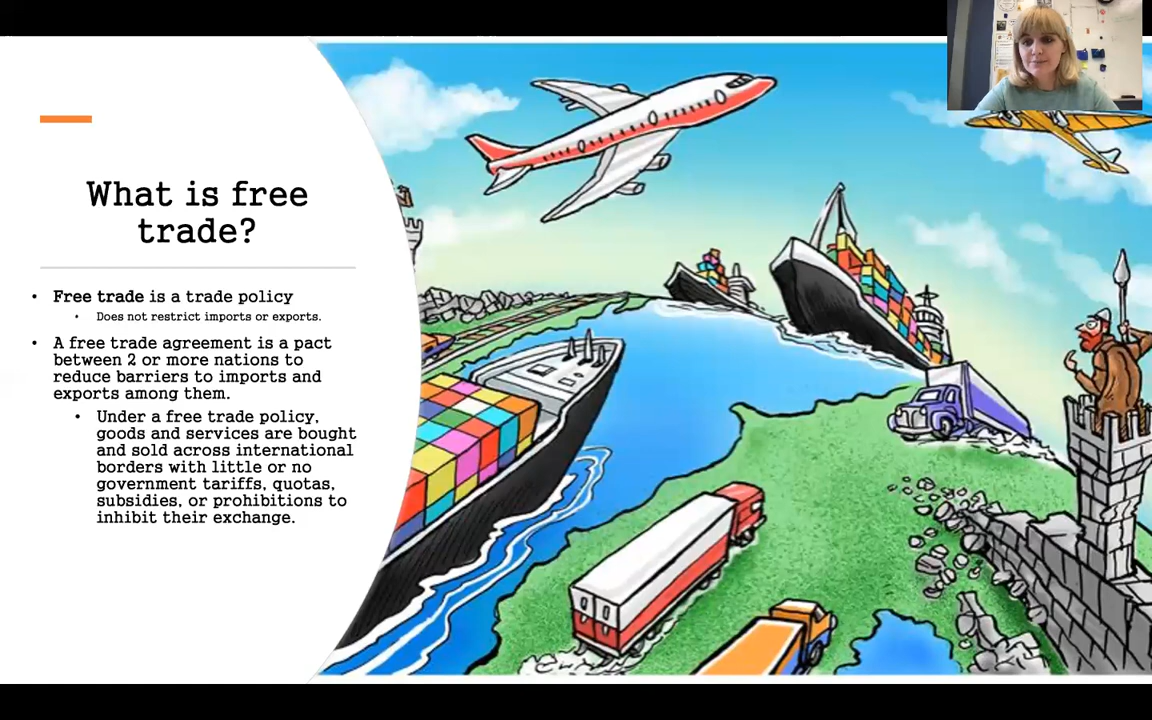 What is free
trade?
• Free trade is a trade policy
• Does not restrict imports or exports.
• A free trade agreement is a pact
between 2 or more nations to
reduce barriers to imports and
exports among them.
• Under a free trade policy,
goods and services are bought
and sold across international
borders with little or no
government tariffs, quotas,
subsidies, or prohibitions to
inhibit their exchange.